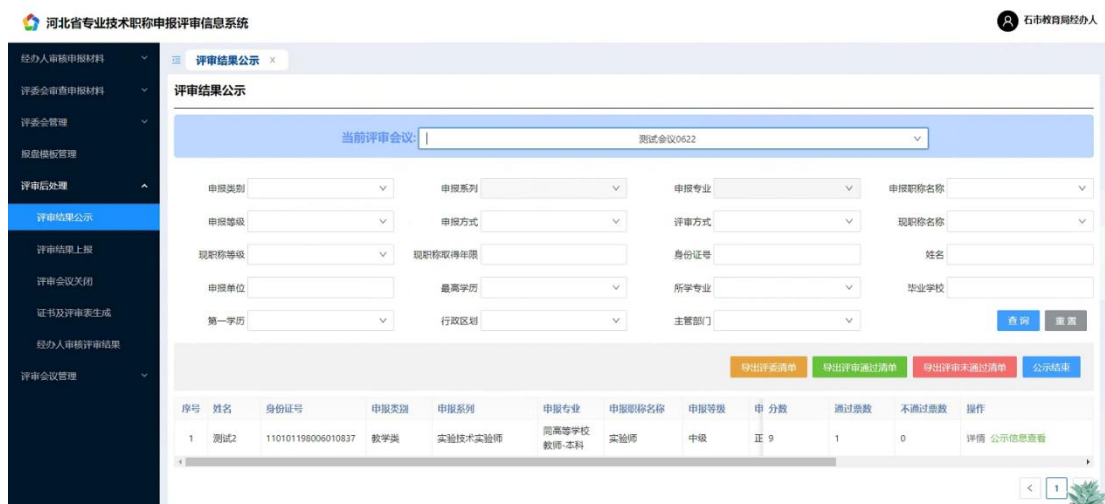 河北省专业技术职称申报评审信息系统
石市教育局经办人
经办人审核申报材料
评委会审查申报材料
评委会管理
报盘模板管理
评审后处理
评审结果公示
评审结果上报
评审会议关闭
证书及评审表生成
经办人审核评审结果
评审会议管理
评审结果公示 ×
评审结果公示
当前评审会议: 测试会议0622
申报类别 申报系列 申报专业 申报职称名称
申报等级 申报方式 评审方式 现职称名称
现职称等级 现职称取得年限 身份证号 姓名
申报单位 最高学历 所学专业 毕业学校
第一学历 行政区划 主管部门 查询 重置
导出评委清单 导出评审通过清单 导出评审未通过清单 公示结束
序号 姓名 身份证号 申报类别 申报系列 申报专业 申报职称名称 申报等级 申 分数 通过票数 不通过票数 操作
1 测试2 110101198006010837 教学类 实验技术实验师 同高等学校教师-本科 实验师 中级 正 9 1 0 详情 公示信息查看
< 1